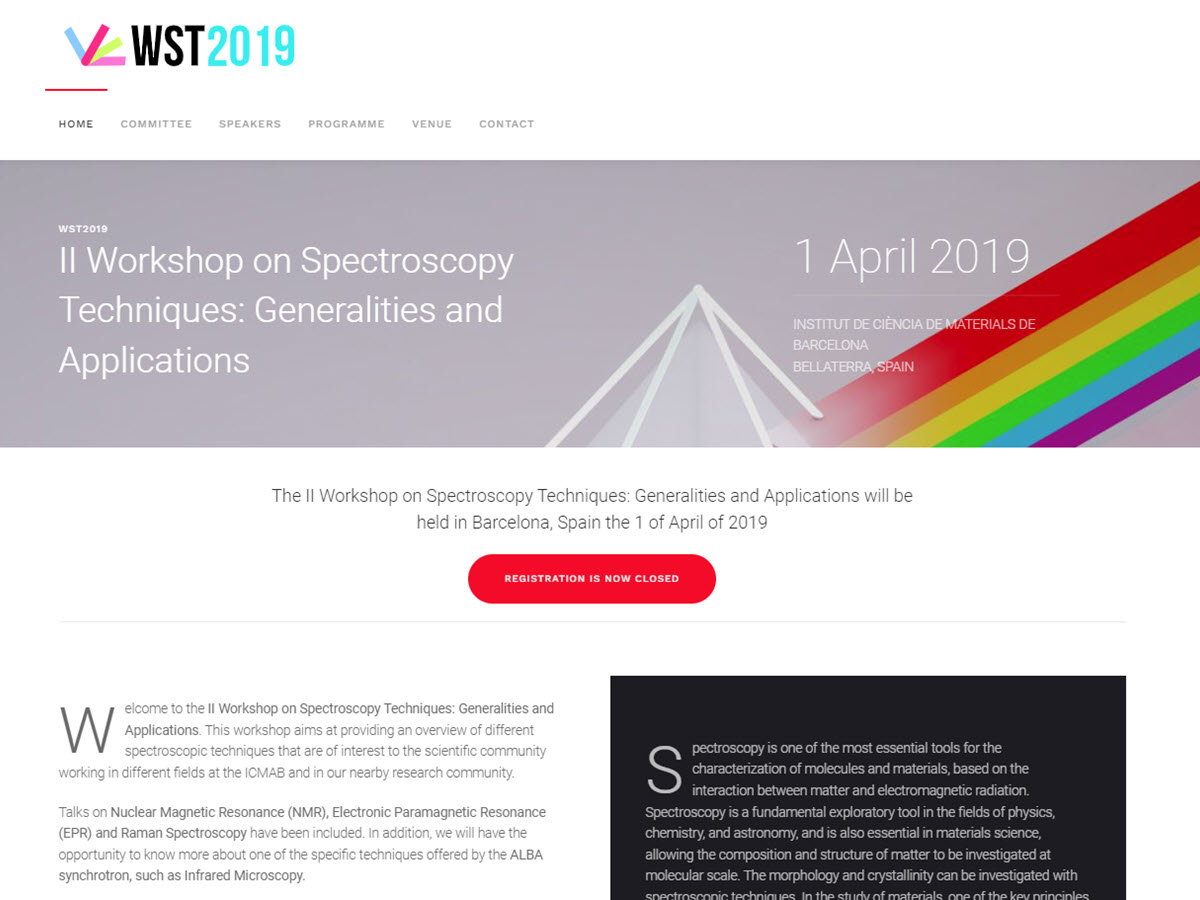 WST2019
HOME COMMITTEE SPEAKERS PROGRAMME VENUE CONTACT
WST2019
II Workshop on Spectroscopy
Techniques: Generalities and
Applications
1 April 2019
INSTITUT DE CIÈNCIA DE MATERIALS DE
BARCELONA
BELLATERRA, SPAIN
The II Workshop on Spectroscopy Techniques: Generalities and Applications will be
held in Barcelona, Spain the 1 of April of 2019
REGISTRATION IS NOW CLOSED
Welcome to the II Workshop on Spectroscopy Techniques: Generalities and
Applications. This workshop aims at providing an overview of different
spectroscopic techniques that are of interest to the scientific community
working in different fields at the ICMAB and in our nearby research community.
Talks on Nuclear Magnetic Resonance (NMR), Electronic Paramagnetic Resonance
(EPR) and Raman Spectroscopy have been included. In addition, we will have the
opportunity to know more about one of the specific techniques offered by the ALBA
synchrotron, such as Infrared Microscopy.
Spectroscopy is one of the most essential tools for the
characterization of molecules and materials, based on the
interaction between matter and electromagnetic radiation.
Spectroscopy is a fundamental exploratory tool in the fields of physics,
chemistry, and astronomy, and is also essential in materials science,
allowing the composition and structure of matter to be investigated at
molecular scale. The morphology and crystallinity can be investigated with
spectroscopic techniques. In the study of materials, one of the key principles